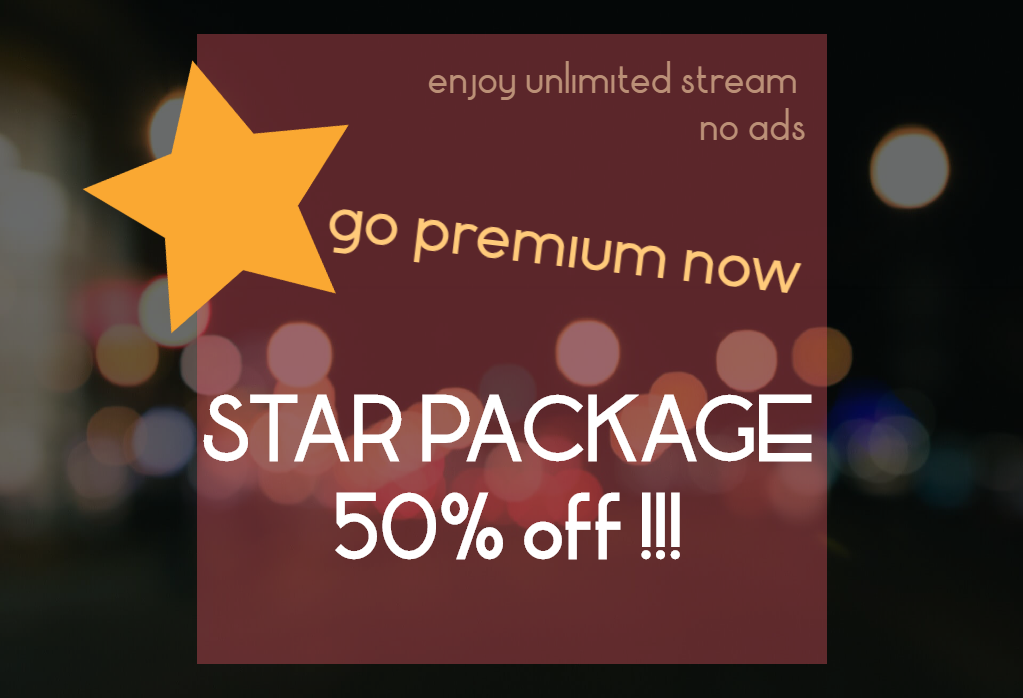 enjoy unlimited stream
no ads
go premium now
STAR PACKAGE
50% off !!!